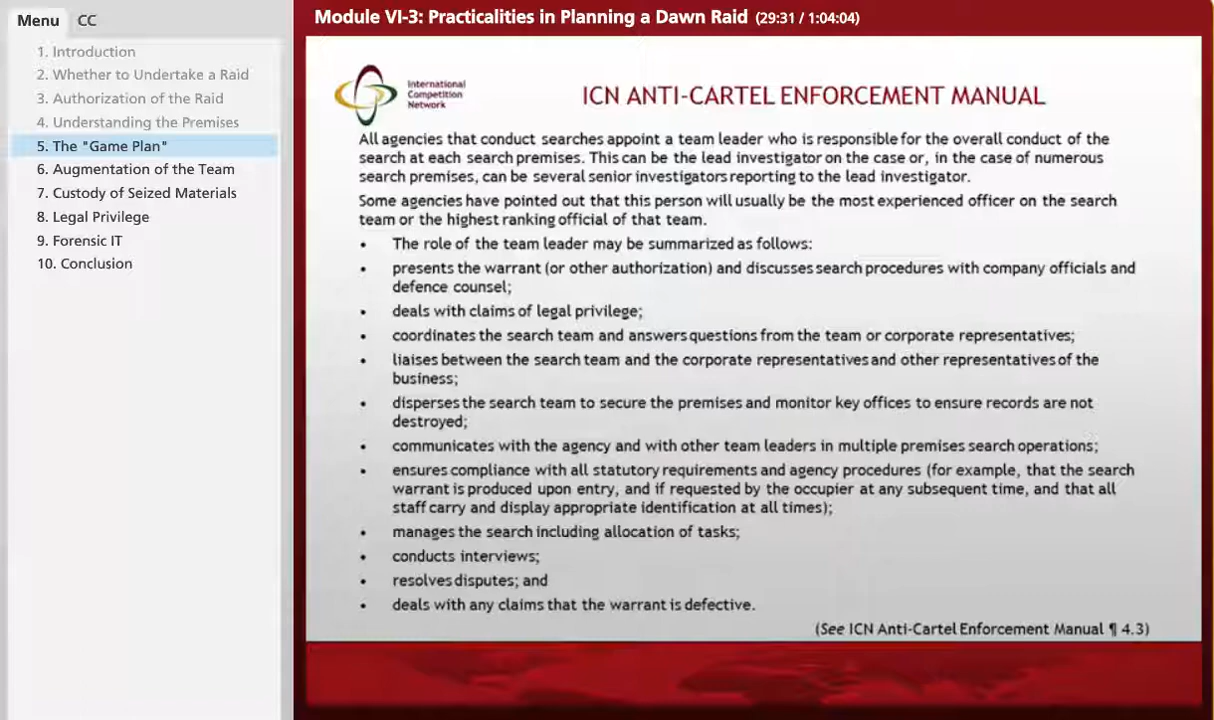 Menu CC
1. Introduction
2. Whether to Undertake a Raid
3. Authorization of the Raid
4. Understanding the Premises
5. The "Game Plan"
6. Augmentation of the Team
7. Custody of Seized Materials
8. Legal Privilege
9. Forensic IT
10. Conclusion
Module VI-3: Practicalities in Planning a Dawn Raid (29:31 / 1:04:04)
International
Competition
Network
ICN ANTI-CARTEL ENFORCEMENT MANUAL
All agencies that conduct searches appoint a team leader who is responsible for the overall conduct of the
search at each search premises. This can be the lead investigator on the case or, in the case of numerous
search premises, can be several senior investigators reporting to the lead investigator.
Some agencies have pointed out that this person will usually be the most experienced officer on the search
team or the highest ranking official of that team.
• The role of the team leader may be summarized as follows:
• presents the warrant (or other authorization) and discusses search procedures with company officials and
defence counsel;
• deals with claims of legal privilege;
• coordinates the search team and answers questions from the team or corporate representatives;
• liaises between the search team and the corporate representatives and other representatives of the
business;
• disperses the search team to secure the premises and monitor key offices to ensure records are not
destroyed;
• communicates with the agency and with other team leaders in multiple premises search operations;
• ensures compliance with all statutory requirements and agency procedures (for example, that the search
warrant is produced upon entry, and if requested by the occupier at any subsequent time, and that all
staff carry and display appropriate identification at all times);
• manages the search including allocation of tasks;
• conducts interviews;
• resolves disputes; and
• deals with any claims that the warrant is defective.
(See ICN Anti-Cartel Enforcement Manual ¶ 4.3)